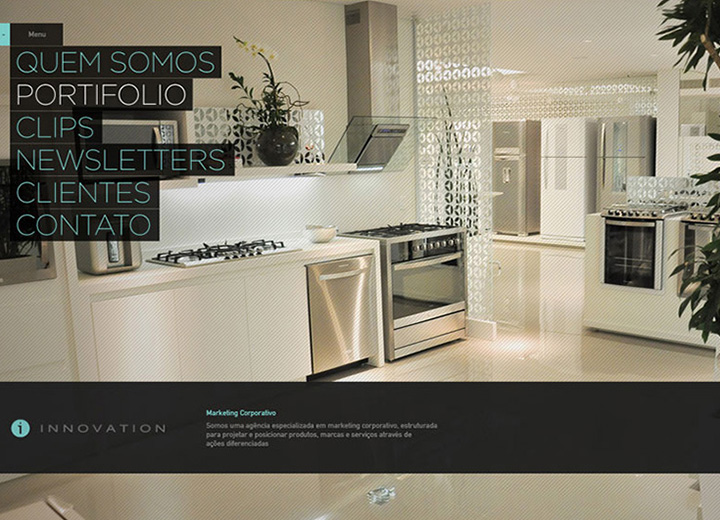 Menu
QUEM SOMOS
PORTIFOLIO
CLIPS
NEWSLETTERS
CLIENTES
CONTATO
i INNOVATION
Marketing Corporativo
Somos uma agência especializada em marketing corporativo, estruturada
para projetar e posicionar produtos, marcas e serviços através de
ações diferenciadas